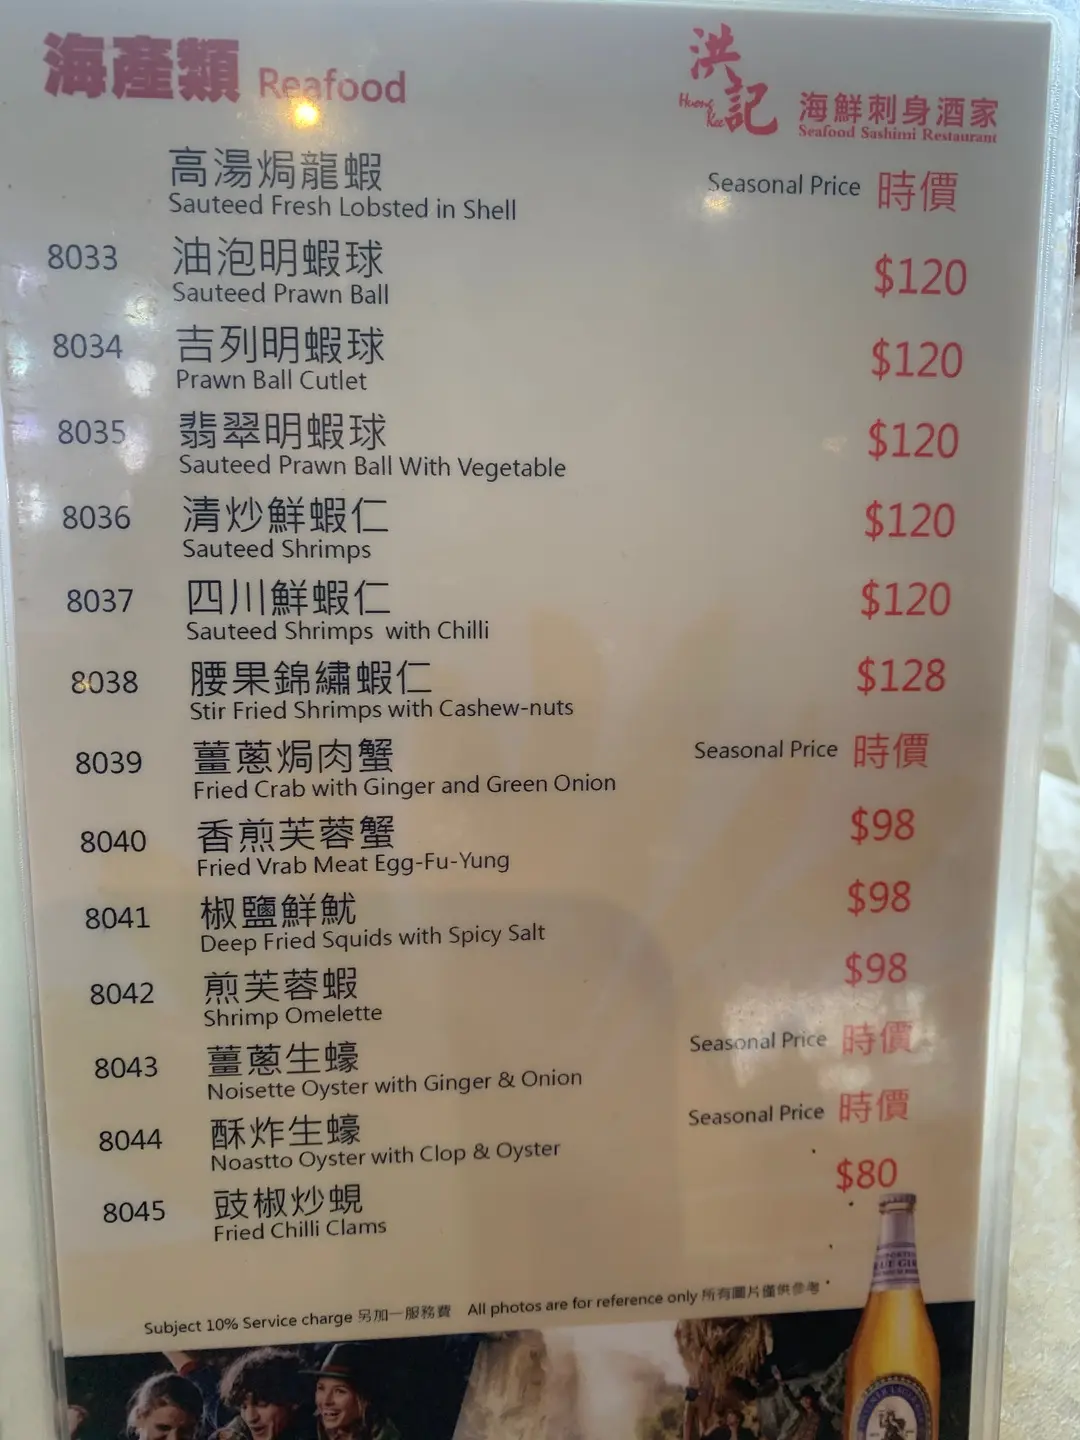 海產類 Reafood
洪記 Huong Kee
海鮮刺身酒家
Seafood Sashimi Restaurant
高湯焗龍蝦 Seasonal Price 時價
Sauteed Fresh Lobsted in Shell
8033 油泡明蝦球 $120
Sauteed Prawn Ball
8034 吉列明蝦球 $120
Prawn Ball Cutlet
8035 翡翠明蝦球 $120
Sauteed Prawn Ball With Vegetable
8036 清炒鮮蝦仁 $120
Sauteed Shrimps
8037 四川鮮蝦仁 $120
Sauteed Shrimps with Chilli
8038 腰果錦繡蝦仁 $128
Stir Fried Shrimps with Cashew-nuts
8039 薑蔥焗肉蟹 Seasonal Price 時價
Fried Crab with Ginger and Green Onion
8040 香煎芙蓉蟹 $98
Fried Vrab Meat Egg-Fu-Yung
8041 椒鹽鮮魷 $98
Deep Fried Squids with Spicy Salt
8042 煎芙蓉蝦 $98
Shrimp Omelette
8043 薑蔥生蠔 Seasonal Price 時價
Noisette Oyster with Ginger & Onion
8044 酥炸生蠔 Seasonal Price 時價
Noastto Oyster with Clop & Oyster
8045 豉椒炒蜆 $80
Fried Chilli Clams
Subject 10% Service charge 另加一服務費 All photos are for reference only 所有圖片僅供參考